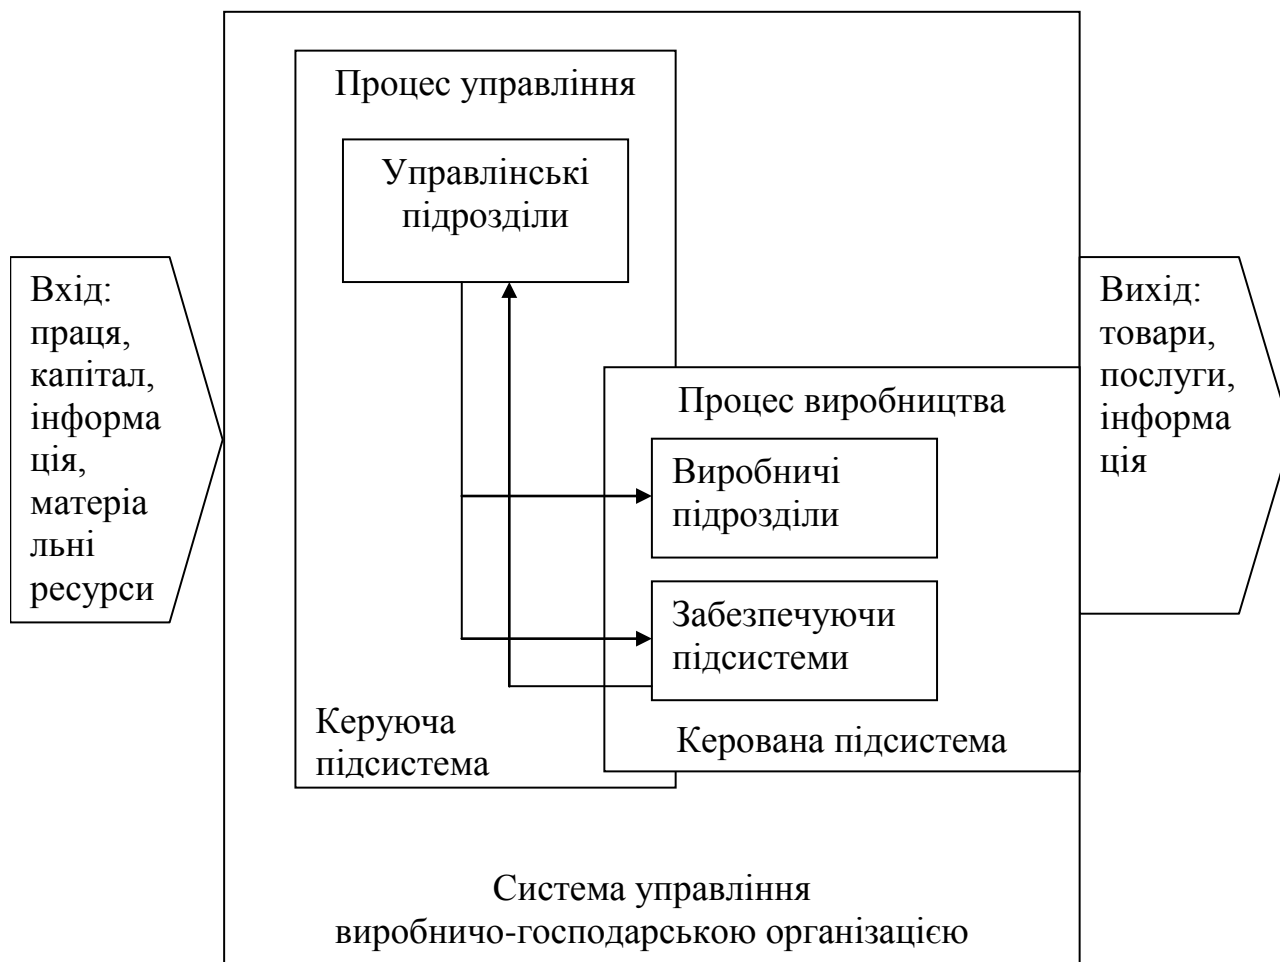 Процес управління
Управлінські
підрозділи
Вхід:
праця,
капітал,
інформа
ція,
матеріа
льні
ресурси
Вихід:
товари,
послуги,
інформа
ція
Процес виробництва
Виробничі
підрозділи
Забезпечуючи
підсистеми
Керуюча
підсистема
Керована підсистема
Система управління
виробничо-господарською організацією